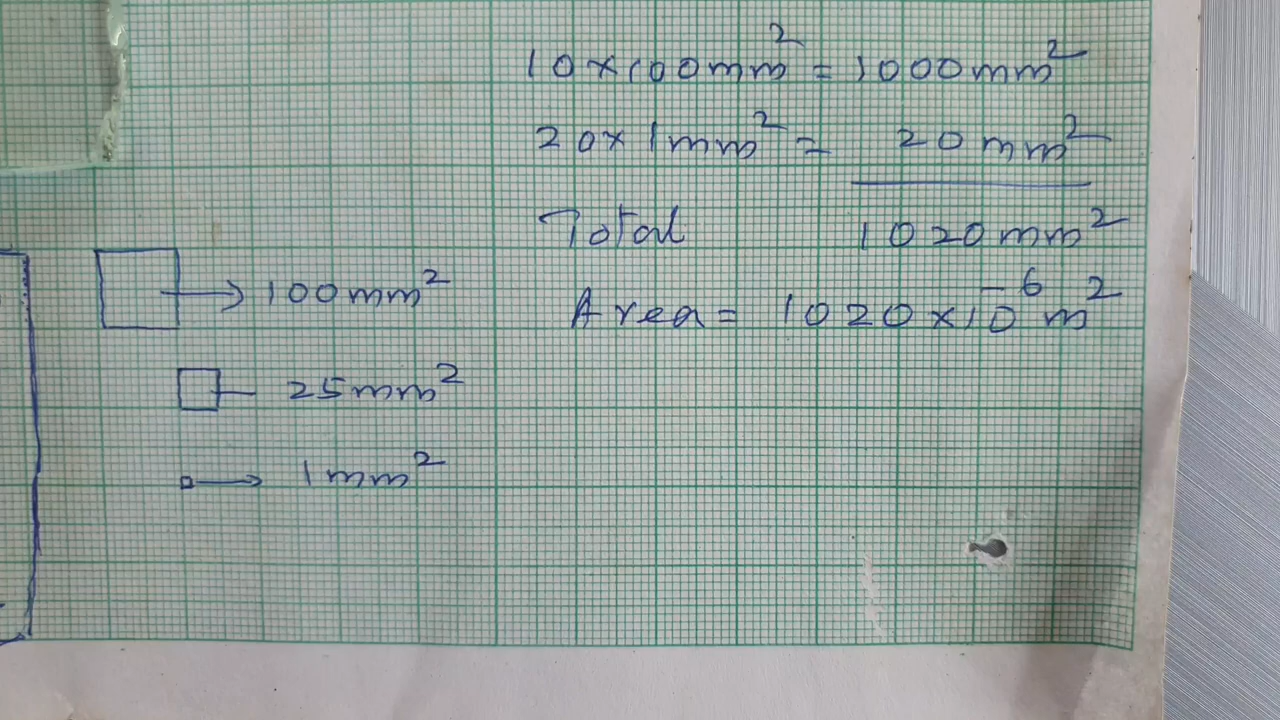 10×100mm² = 1000mm²
20×1mm² = 20mm²
Total 1020mm²
Area = 1020×10⁻⁶m²
100mm²
25mm²
1mm²